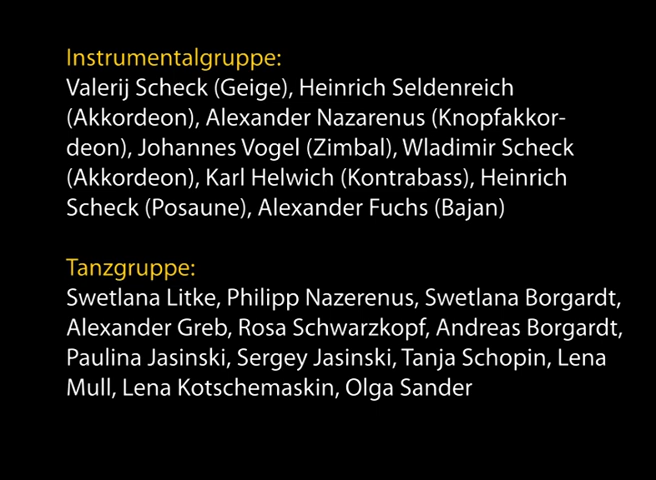 Instrumentalgruppe:
Valerij Scheck (Geige), Heinrich Seldenreich
(Akkordeon), Alexander Nazarenus (Knopfakkor-
deon), Johannes Vogel (Zimbal), Wladimir Scheck
(Akkordeon), Karl Helwich (Kontrabass), Heinrich
Scheck (Posaune), Alexander Fuchs (Bajan)
Tanzgruppe:
Swetlana Litke, Philipp Nazerenus, Swetlana Borgardt,
Alexander Greb, Rosa Schwarzkopf, Andreas Borgardt,
Paulina Jasinski, Sergey Jasinski, Tanja Schopin, Lena
Mull, Lena Kotschemaskin, Olga Sander